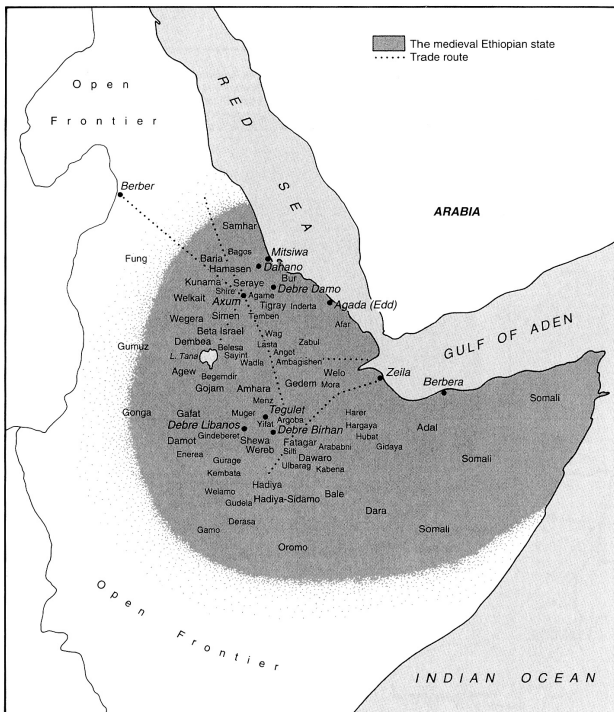 The medieval Ethiopian state
Trade route
Open
Frontier
RED SEA
Berber
ARABIA
Samhar
Fung
Bagos
Mitsiwa
Baria
Dahano
Hamasen
Bur
Kunama
Seraye
Debre Damo
Shire
Agame
Welkait
Axum
Tigray
Inderta
Agada (Edd)
Simen
Temben
Wegera
Afar
Beta Israel
Wag
GULF OF ADEN
Dembea
Belesa
Lasta
Zabul
Gumuz
L. Tana
Sayint
Angot
Wadla
Ambagishen
Agew
Begemdir
Welo
Zeila
Gojam
Amhara
Gedem
Mora
Berbera
Menz
Somali
Gonga
Gafat
Muger
Tegulet
Harer
Yifat
Argoba
Hargaya
Adal
Debre Libanos
Debre Birhan
Gindeberet
Hubat
Damot
Shewa
Fatagar
Arababni
Gidaya
Enerea
Wereb
Silti
Dawaro
Gurage
Ulbarag
Kabena
Somali
Kembata
Hadiya
Welamo
Hadiya-Sidamo
Bale
Gudela
Dara
Derasa
Gamo
Somali
Oromo
Open Frontier
INDIAN OCEAN